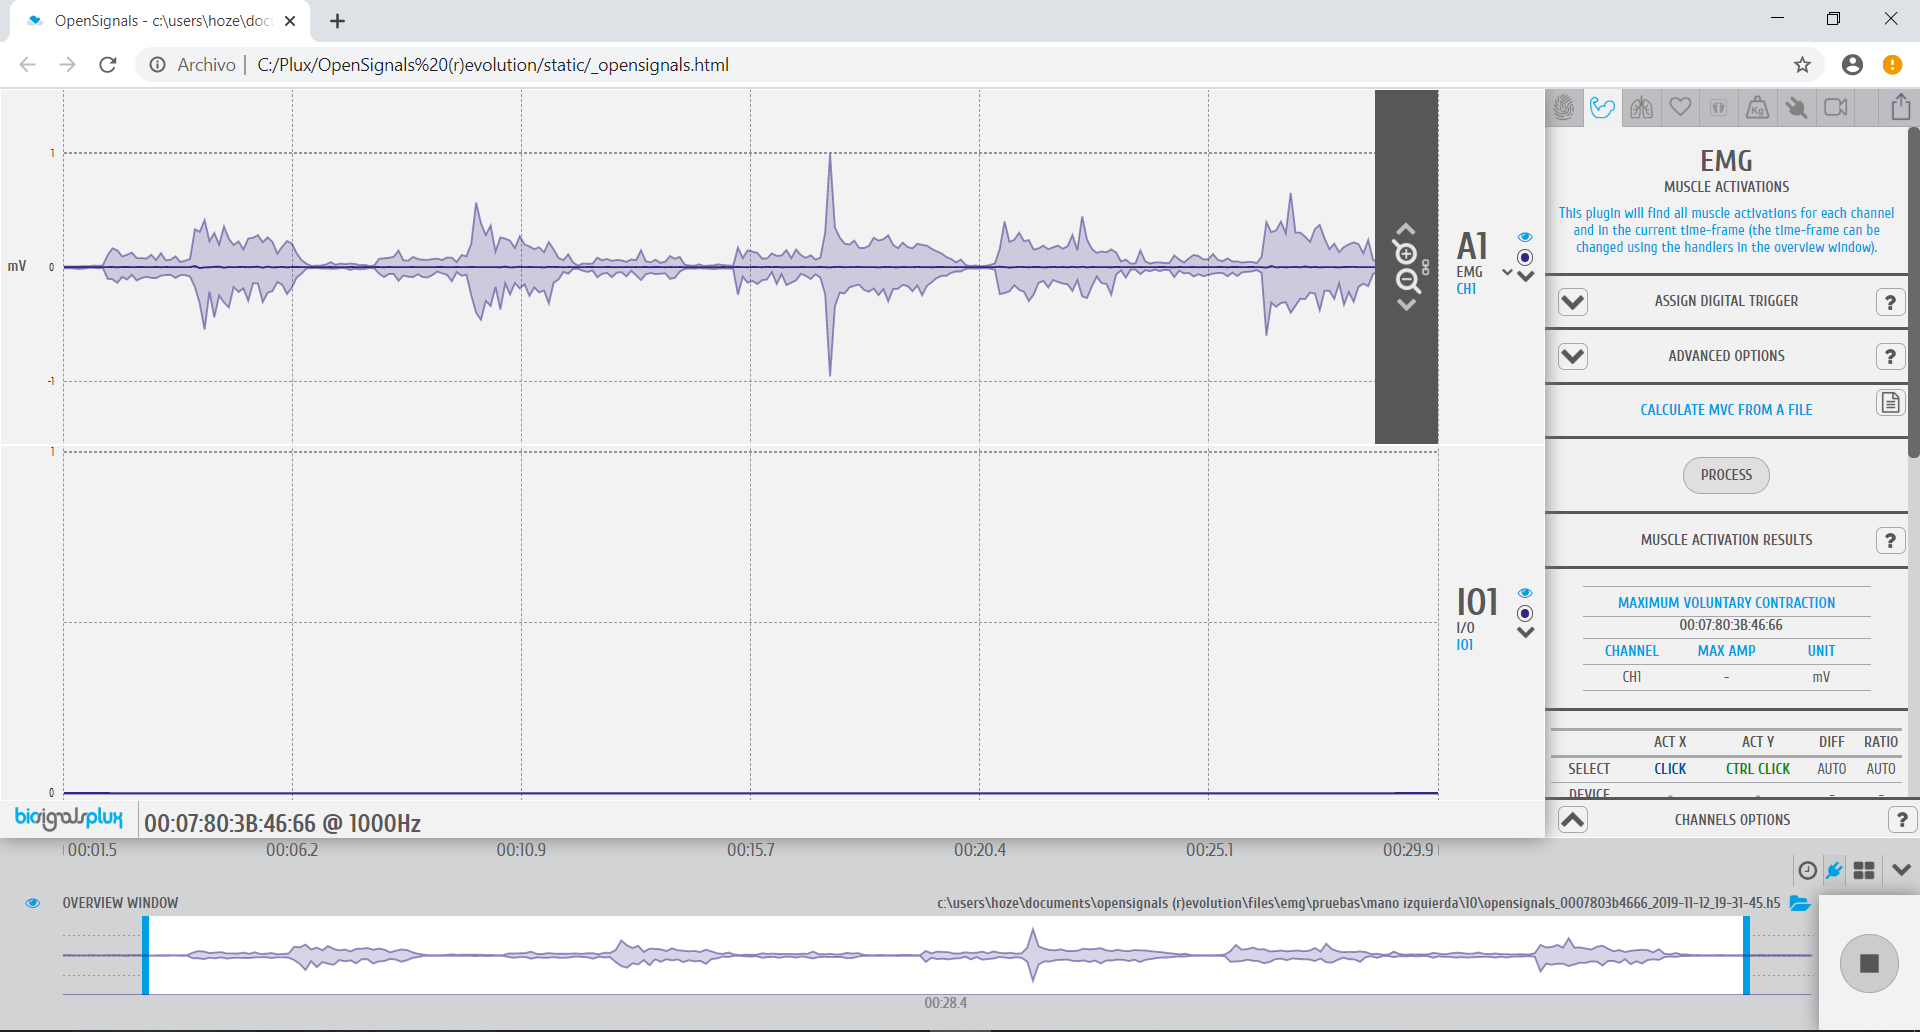 OpenSignals - c:\users\hoze\doc
Archivo | C:/Plux/OpenSignals%20(r)evolution/static/_opensignals.html
1
mV
0
-1
A1
EMG
CH1
1
0
I01
I/O
I01
biosignalsplux
00:07:80:3B:46:66 @ 1000Hz
Kg
EMG
MUSCLE ACTIVATIONS
This plugin will find all muscle activations for each channel
and in the current time-frame (the time-frame can be
changed using the handlers in the overview window).
ASSIGN DIGITAL TRIGGER ?
ADVANCED OPTIONS ?
CALCULATE MVC FROM A FILE
PROCESS
MUSCLE ACTIVATION RESULTS ?
MAXIMUM VOLUNTARY CONTRACTION
00:07:80:3B:46:66
CHANNEL MAX AMP UNIT
CH1 - mV
ACT X ACT Y DIFF RATIO
SELECT CLICK CTRL CLICK AUTO AUTO
DEVICE - - - -
CHANNELS OPTIONS ?
00:01.5 00:06.2 00:10.9 00:15.7 00:20.4 00:25.1 00:29.9
OVERVIEW WINDOW
c:\users\hoze\documents\opensignals (r)evolution\files\emg\pruebas\mano izquierda\10\opensignals_0007803b4666_2019-11-12_19-31-45.h5
00:28.4